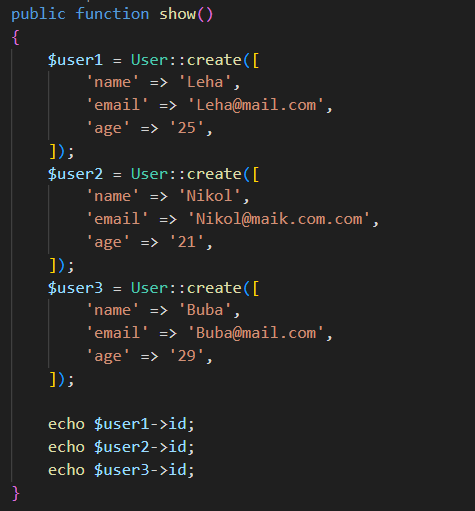 public function show()
{
    $user1 = User::create([
        'name' => 'Leha',
        'email' => 'Leha@mail.com',
        'age' => '25',
    ]);
    $user2 = User::create([
        'name' => 'Nikol',
        'email' => 'Nikol@maik.com.com',
        'age' => '21',
    ]);
    $user3 = User::create([
        'name' => 'Buba',
        'email' => 'Buba@mail.com',
        'age' => '29',
    ]);

    echo $user1->id;
    echo $user2->id;
    echo $user3->id;
}